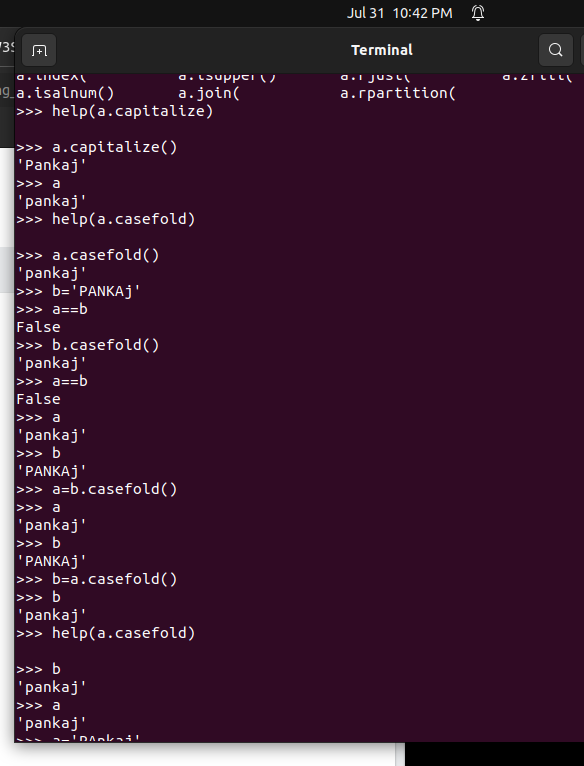 Jul 31 10:42 PM
Terminal
a.index( a.isupper() a.rjust( a.zfill(
a.isalnum() a.join( a.rpartition(
>>> help(a.capitalize)
>>> a.capitalize()
'Pankaj'
>>> a
'pankaj'
>>> help(a.casefold)
>>> a.casefold()
'pankaj'
>>> b='PANKAj'
>>> a==b
False
>>> b.casefold()
'pankaj'
>>> a==b
False
>>> a
'pankaj'
>>> b
'PANKAj'
>>> a=b.casefold()
>>> a
'pankaj'
>>> b
'PANKAj'
>>> b=a.casefold()
>>> b
'pankaj'
>>> help(a.casefold)
>>> b
'pankaj'
>>> a
'pankaj'
>>> a='PAnkaj'